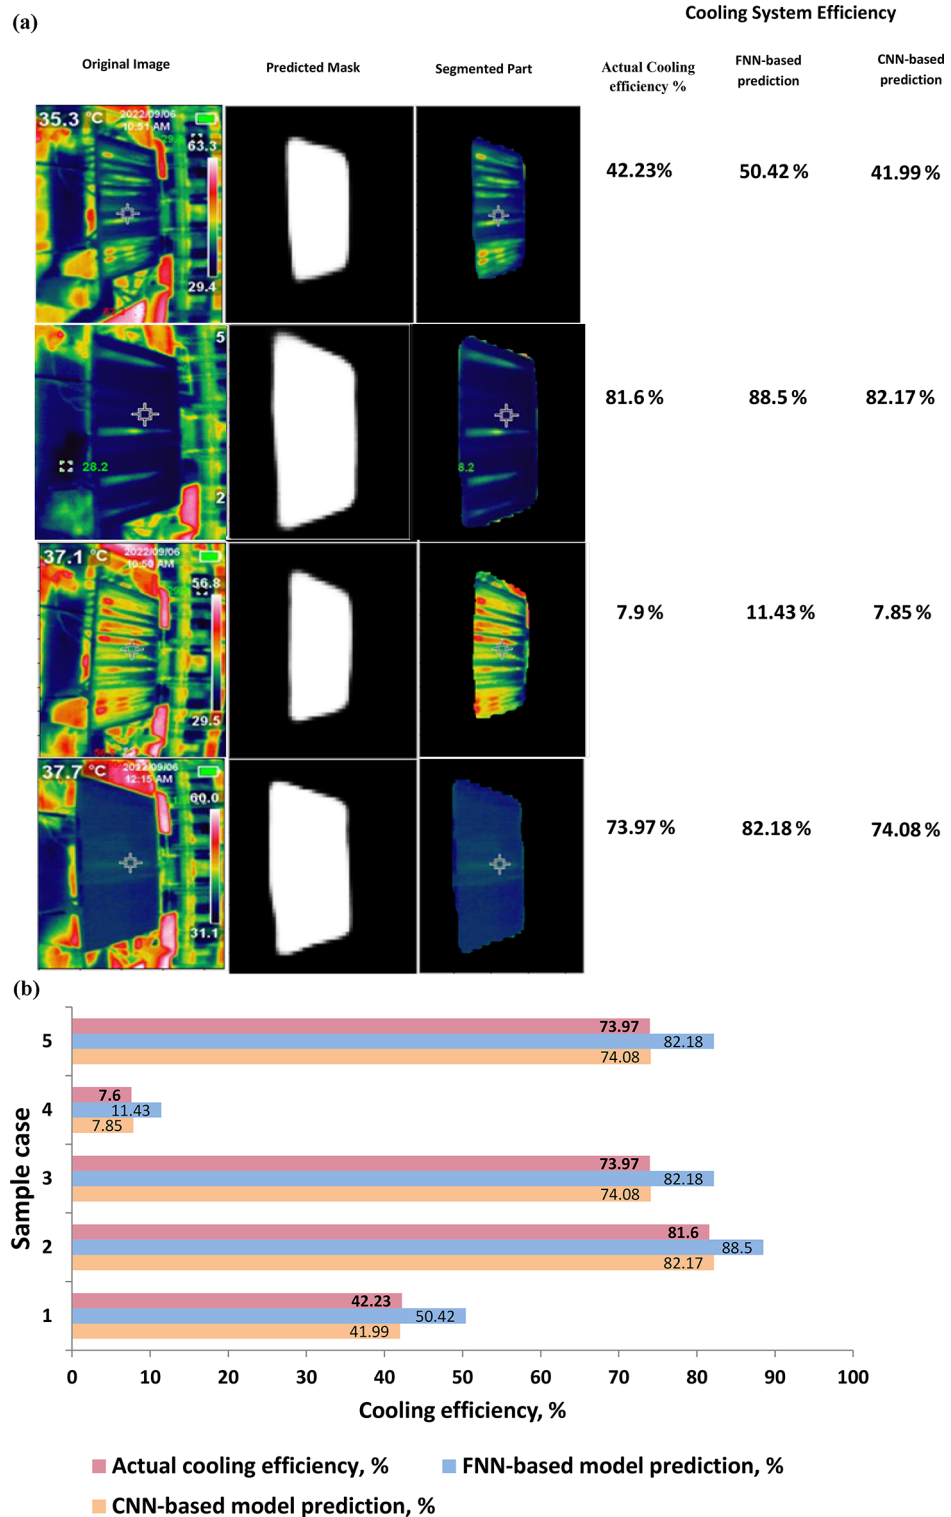 (a)
Cooling System Efficiency
Original Image
Predicted Mask
Segmented Part
Actual Cooling
efficiency %
FNN-based
prediction
CNN-based
prediction
35.3 °C
2022/09/06
10:51 AM
63.3
29.4
42.23%
50.42 %
41.99 %
5
28.2
2
8.2
81.6 %
88.5 %
82.17 %
37.1 °C
2022/09/06
10:50 AM
56.8
29.5
7.9 %
11.43 %
7.85 %
37.7 °C
2022/09/06
12:15 AM
60.0
31.1
73.97 %
82.18 %
74.08 %
(b)
Sample case
5
73.97
82.18
74.08
4
7.6
11.43
7.85
3
73.97
82.18
74.08
2
81.6
88.5
82.17
1
42.23
50.42
41.99
0 10 20 30 40 50 60 70 80 90 100
Cooling efficiency, %
Actual cooling efficiency, %
FNN-based model prediction, %
CNN-based model prediction, %